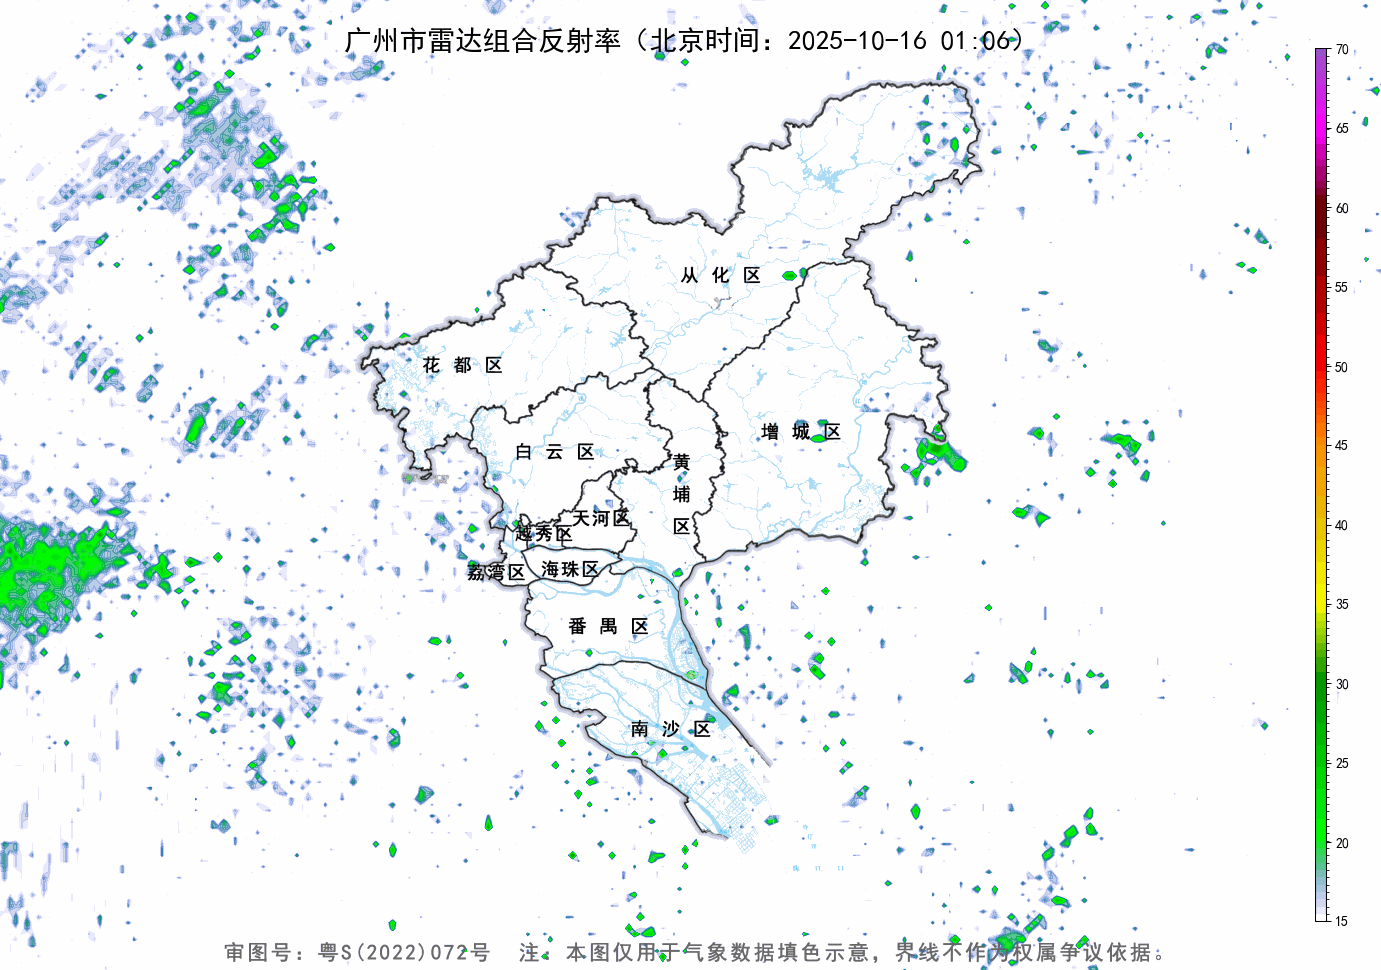 广州市雷达组合反射率（北京时间：2025-10-16 01:06）
70
65
60
55
50
45
40
35
30
25
20
15
从化区
花都区
增城区
白云区
黄埔区
天河区
越秀区
荔湾区
海珠区
番禺区
南沙区
审图号：粤S(2022)072号 注：本图仅用于气象数据填色示意，界线不作为权属争议依据。